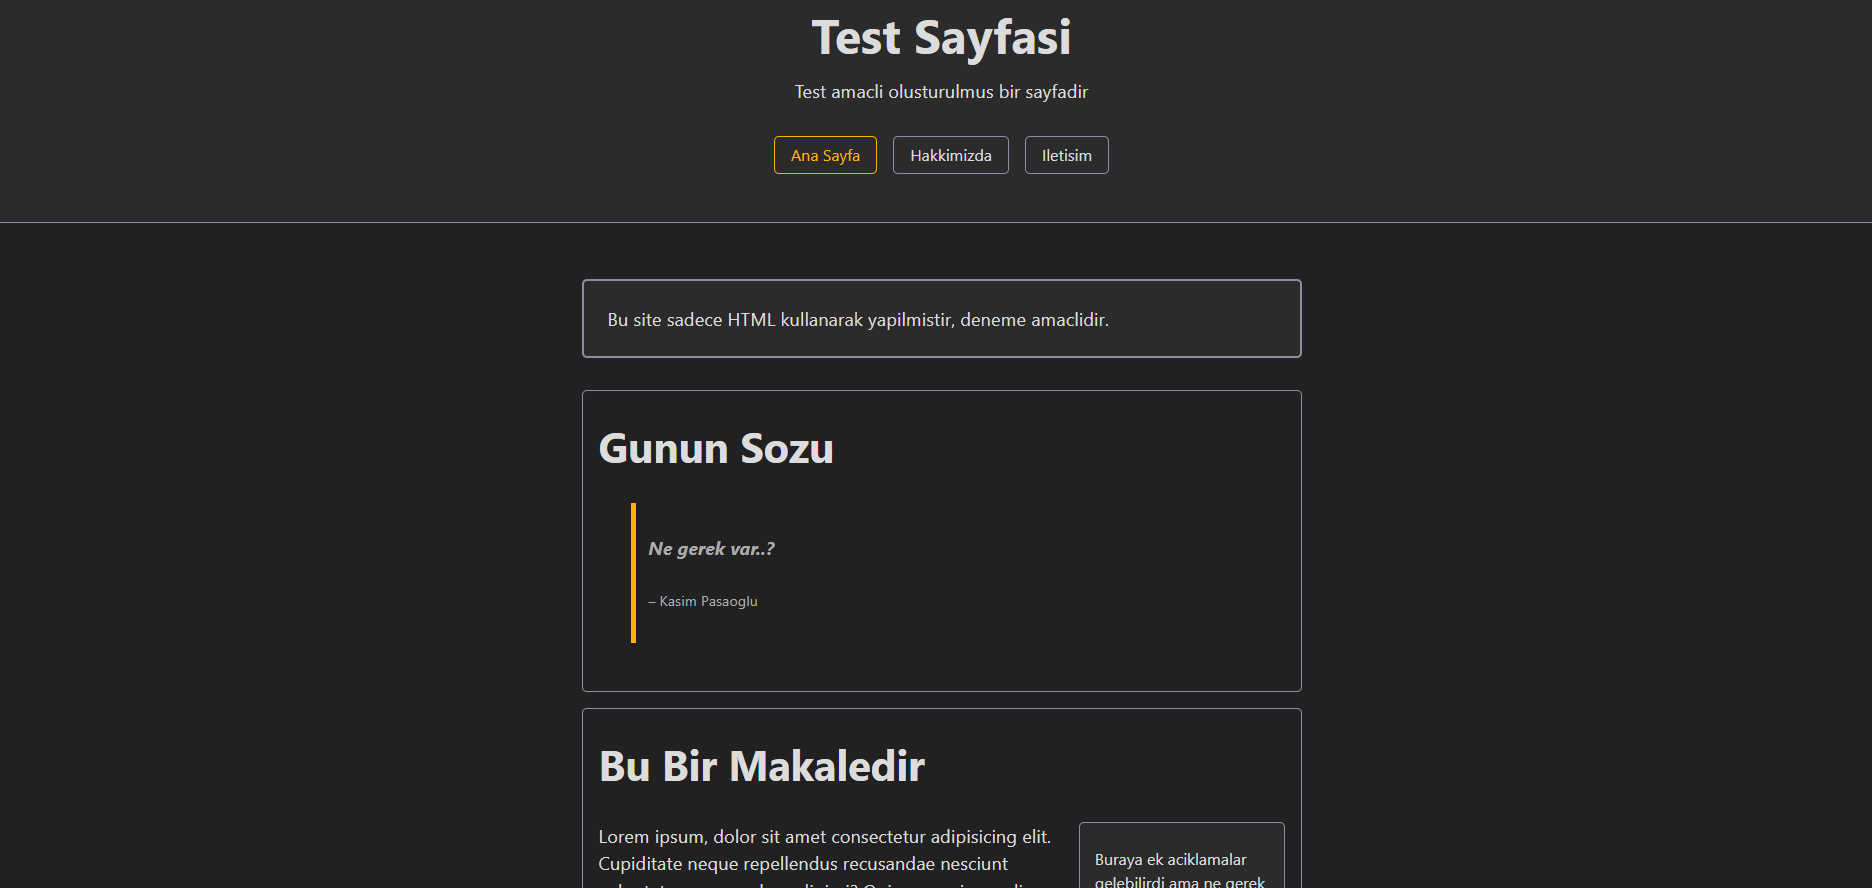 Test Sayfasi
Test amacli olusturulmus bir sayfadir
Ana Sayfa Hakkimizda Iletisim
Bu site sadece HTML kullanarak yapilmistir, deneme amaclidir.
Gunun Sozu
Ne gerek var..?
– Kasim Pasaoglu
Bu Bir Makaledir
Lorem ipsum, dolor sit amet consectetur adipisicing elit.
Cupiditate neque repellendus recusandae nesciunt
Buraya ek aciklamalar
gelebilirdi ama ne gerek